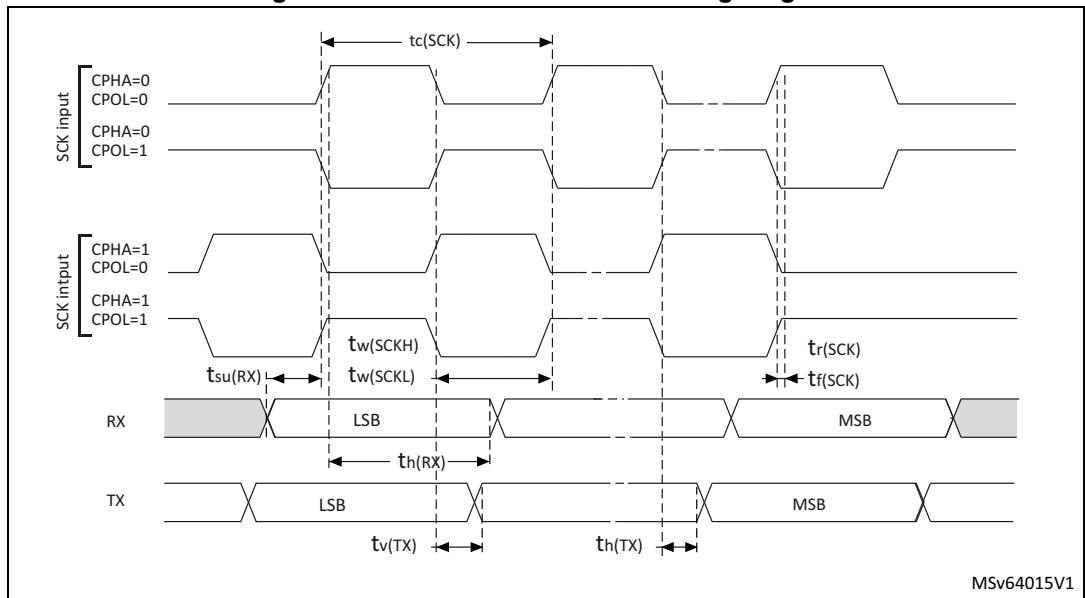 tc(SCK)
SCK input
CPHA=0
CPOL=0
CPHA=0
CPOL=1
SCK intput
CPHA=1
CPOL=0
CPHA=1
CPOL=1
tw(SCKH)
tw(SCKL)
tr(SCK)
tf(SCK)
tsu(RX)
RX
LSB
MSB
th(RX)
TX
LSB
MSB
tv(TX)
th(TX)
MSv64015V1